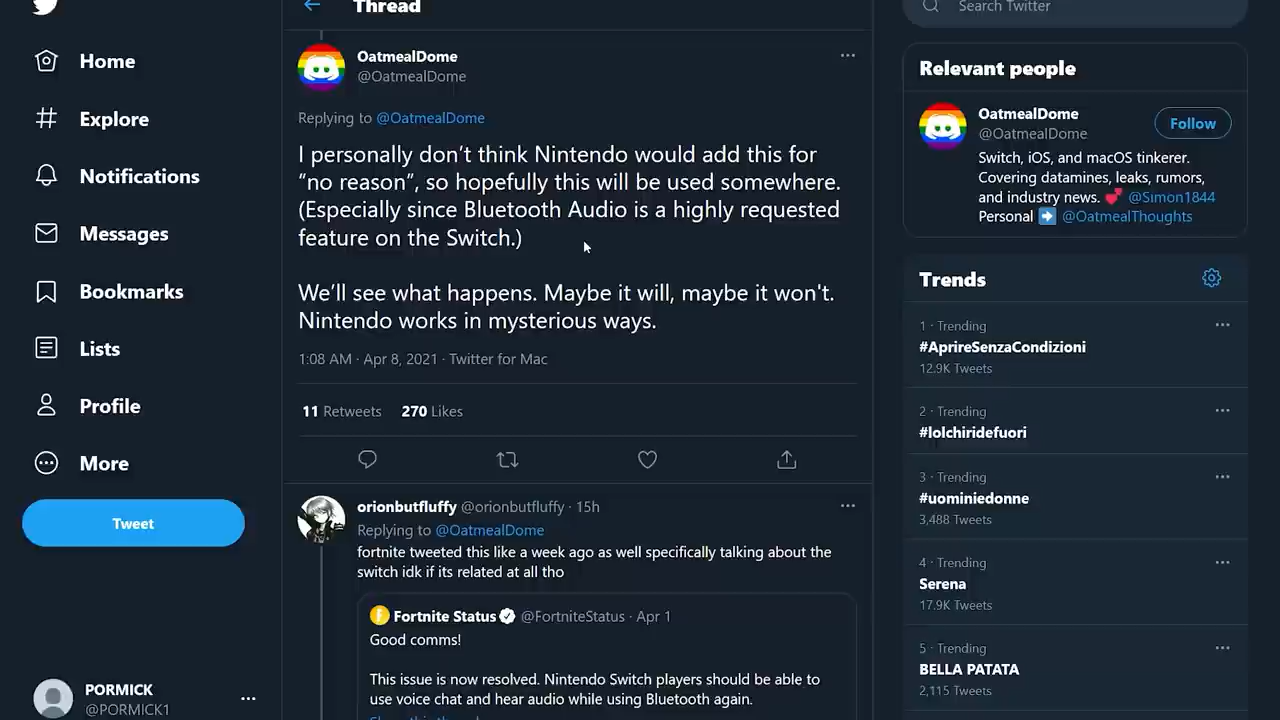 Home
Explore
Notifications
Messages
Bookmarks
Lists
Profile
More
Tweet
PORMICK
@PORMICK1
Thread
OatmealDome
@OatmealDome
Replying to @OatmealDome
I personally don’t think Nintendo would add this for
“no reason”, so hopefully this will be used somewhere.
(Especially since Bluetooth Audio is a highly requested
feature on the Switch.)
We’ll see what happens. Maybe it will, maybe it won't.
Nintendo works in mysterious ways.
1:08 AM · Apr 8, 2021 · Twitter for Mac
11 Retweets 270 Likes
orionbutfluffy @orionbutfluffy · 15h
Replying to @OatmealDome
fortnite tweeted this like a week ago as well specifically talking about the
switch idk if its related at all tho
Fortnite Status @FortniteStatus · Apr 1
Good comms!
This issue is now resolved. Nintendo Switch players should be able to
use voice chat and hear audio while using Bluetooth again.
Search Twitter
Relevant people
OatmealDome
@OatmealDome
Follow
Switch, iOS, and macOS tinkerer.
Covering datamines, leaks, rumors,
and industry news. 💕 @Simon1844
Personal ➡️ @OatmealThoughts
Trends
1 · Trending
#AprireSenzaCondizioni
12.9K Tweets
2 · Trending
#lolchiridefuori
3 · Trending
#uominiedonne
3,488 Tweets
4 · Trending
Serena
17.9K Tweets
5 · Trending
BELLA PATATA
2,115 Tweets